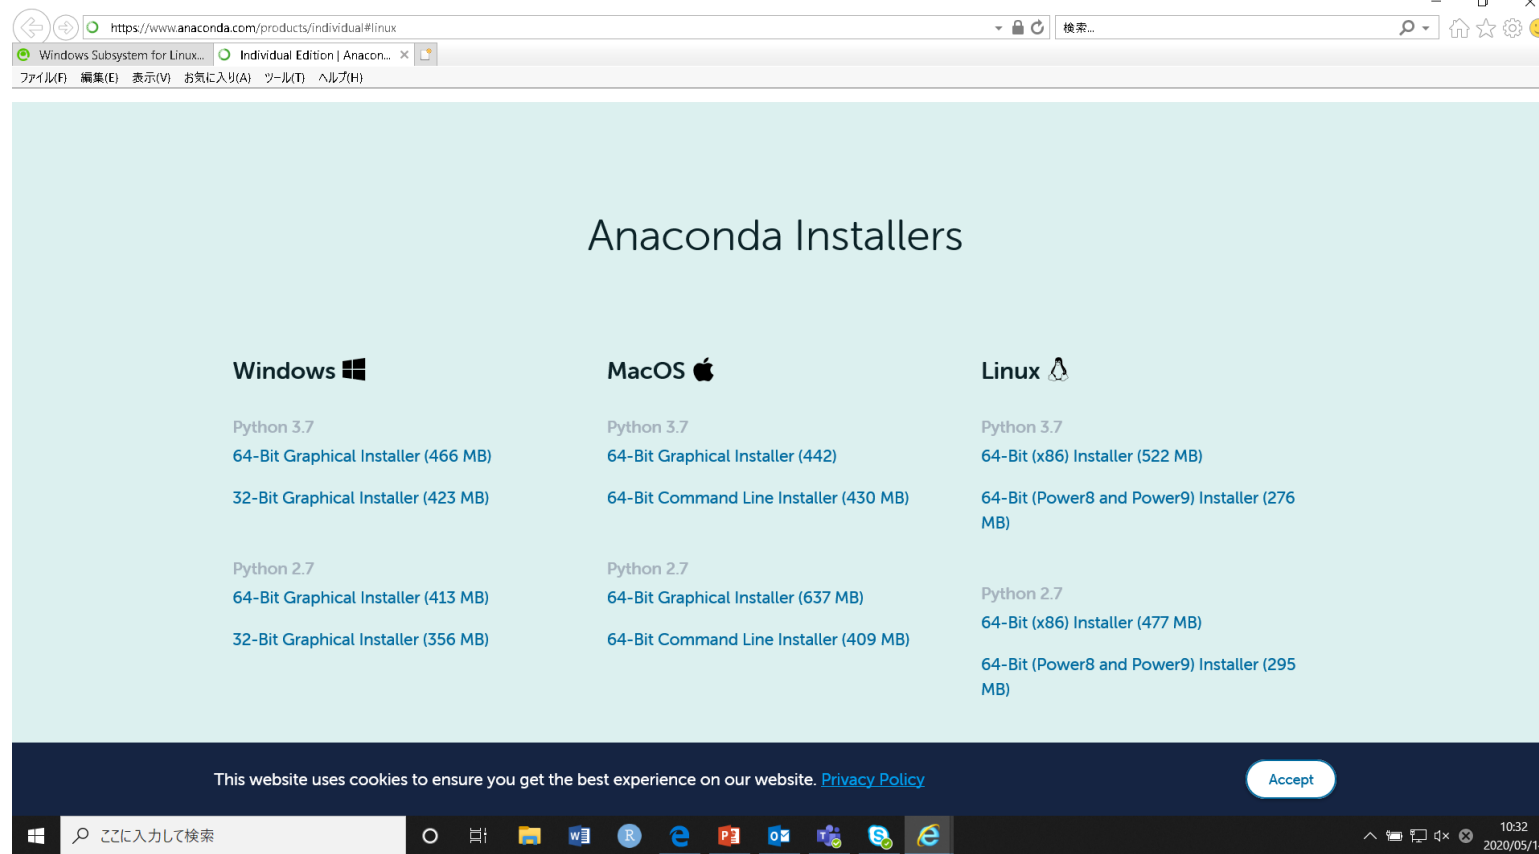 https://www.anaconda.com/products/individual#linux
検索...
Windows Subsystem for Linux...
Individual Edition | Anacon...
ファイル(F) 編集(E) 表示(V) お気に入り(A) ツール(T) ヘルプ(H)
Anaconda Installers
Windows
Python 3.7
64-Bit Graphical Installer (466 MB)
32-Bit Graphical Installer (423 MB)
Python 2.7
64-Bit Graphical Installer (413 MB)
32-Bit Graphical Installer (356 MB)
MacOS
Python 3.7
64-Bit Graphical Installer (442)
64-Bit Command Line Installer (430 MB)
Python 2.7
64-Bit Graphical Installer (637 MB)
64-Bit Command Line Installer (409 MB)
Linux
Python 3.7
64-Bit (x86) Installer (522 MB)
64-Bit (Power8 and Power9) Installer (276
MB)
Python 2.7
64-Bit (x86) Installer (477 MB)
64-Bit (Power8 and Power9) Installer (295
MB)
This website uses cookies to ensure you get the best experience on our website. Privacy Policy
Accept
ここに入力して検索
10:32